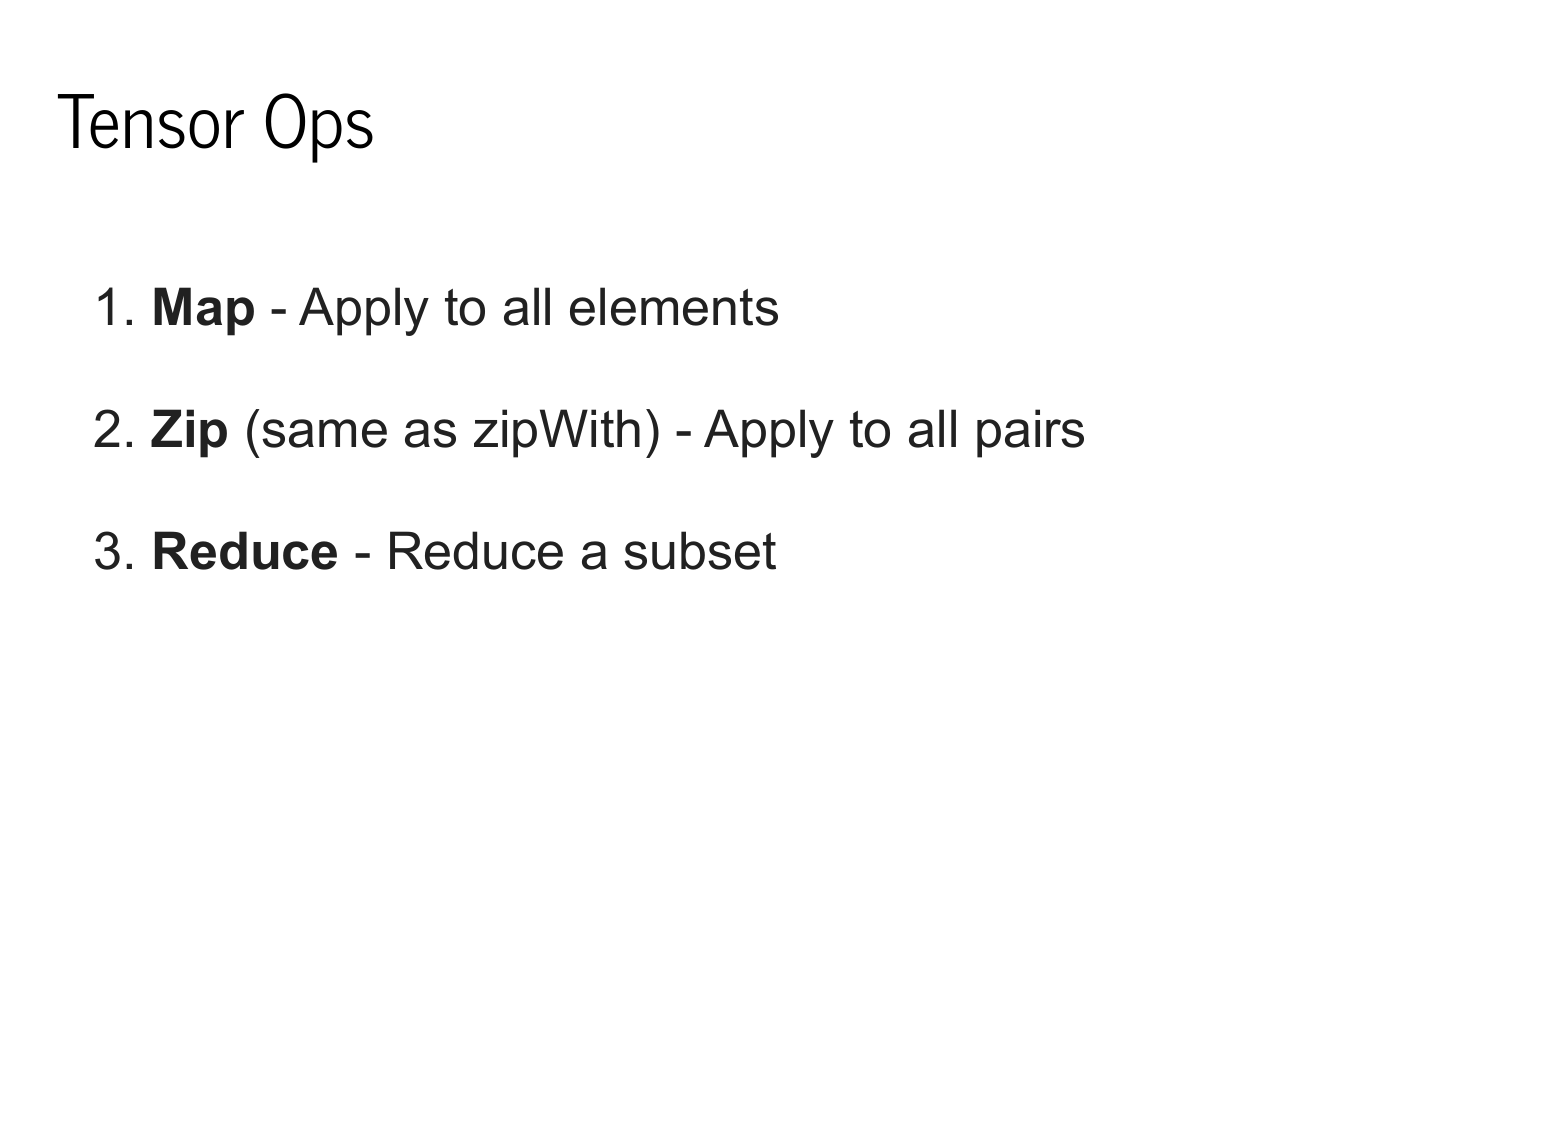 Tensor Ops
1. Map - Apply to all elements
2. Zip (same as zipWith) - Apply to all pairs
3. Reduce - Reduce a subset